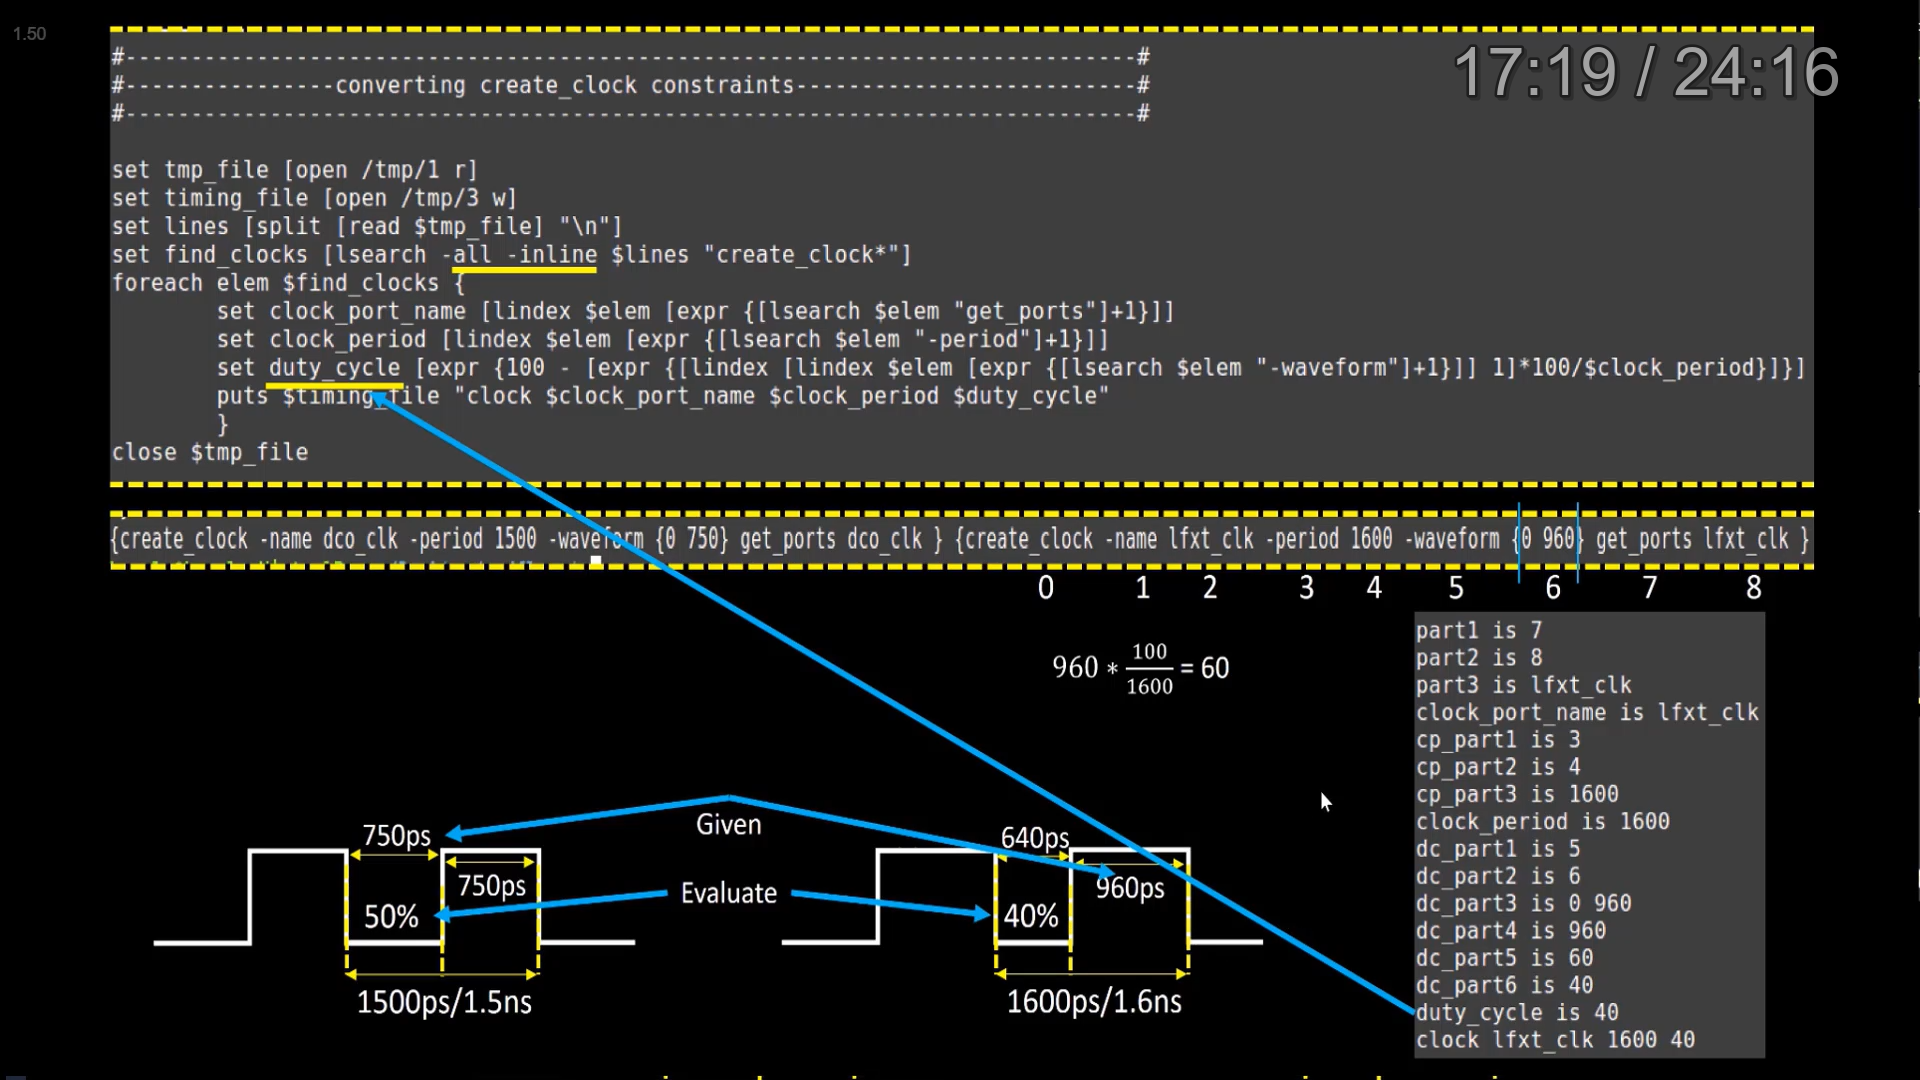 1.50
17:19 / 24:16
#-----------------------------------------------------------------------------#
#----------------converting create_clock constraints--------------------------#
#-----------------------------------------------------------------------------#
set tmp_file [open /tmp/1 r]
set timing_file [open /tmp/3 w]
set lines [split [read $tmp_file] "\n"]
set find_clocks [lsearch -all -inline $lines "create_clock*"]
foreach elem $find_clocks {
set clock_port_name [lindex $elem [expr {[lsearch $elem "get_ports"]+1}]]
set clock_period [lindex $elem [expr {[lsearch $elem "-period"]+1}]]
set duty_cycle [expr {100 - [expr {[lindex [lindex $elem [expr {[lsearch $elem "-waveform"]+1}]] 1]*100/$clock_period}]}]
puts $timing_file "clock $clock_port_name $clock_period $duty_cycle"
}
close $tmp_file
{create_clock -name dco_clk -period 1500 -waveform {0 750} get_ports dco_clk } {create_clock -name lfxt_clk -period 1600 -waveform {0 960} get_ports lfxt_clk }
0 1 2 3 4 5 6 7 8
960 * 100/1600 = 60
part1 is 7
part2 is 8
part3 is lfxt_clk
clock_port_name is lfxt_clk
cp_part1 is 3
cp_part2 is 4
cp_part3 is 1600
clock_period is 1600
dc_part1 is 5
dc_part2 is 6
dc_part3 is 0 960
dc_part4 is 960
dc_part5 is 60
dc_part6 is 40
duty_cycle is 40
clock lfxt_clk 1600 40
750ps
Given
640ps
750ps
Evaluate
960ps
50%
40%
1500ps/1.5ns
1600ps/1.6ns